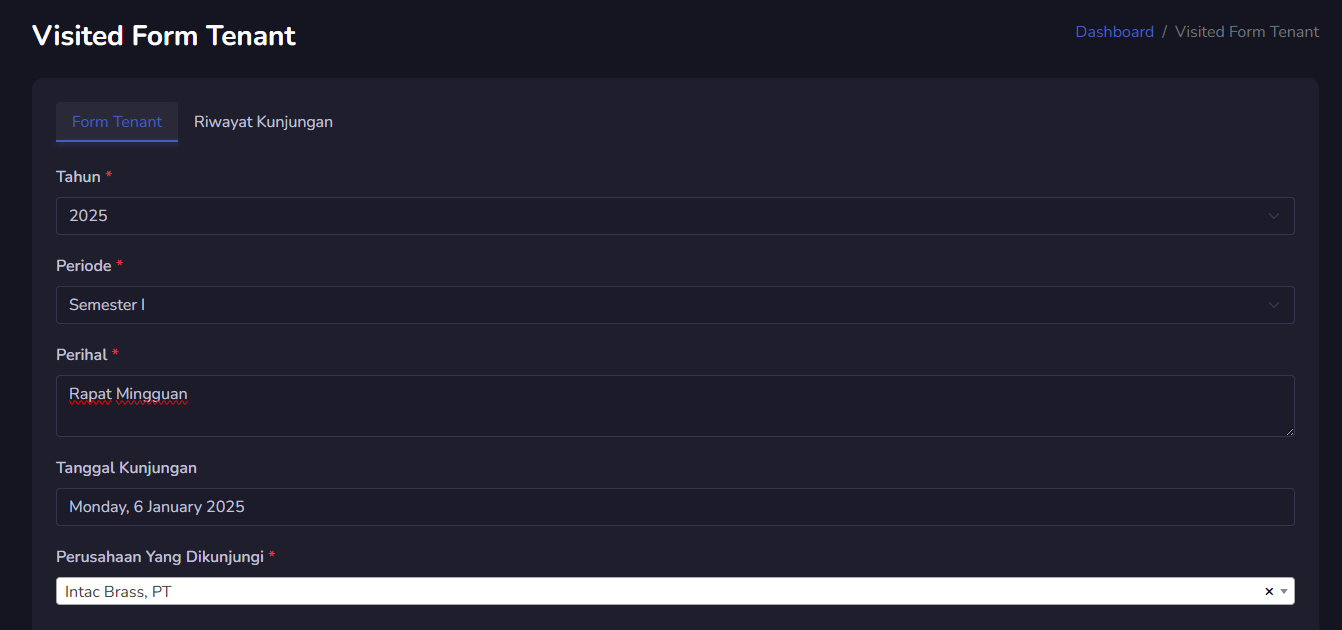 Visited Form Tenant
Dashboard / Visited Form Tenant
Form Tenant
Riwayat Kunjungan
Tahun *
2025
Periode *
Semester I
Perihal *
Rapat Mingguan
Tanggal Kunjungan
Monday, 6 January 2025
Perusahaan Yang Dikunjungi *
Intac Brass, PT